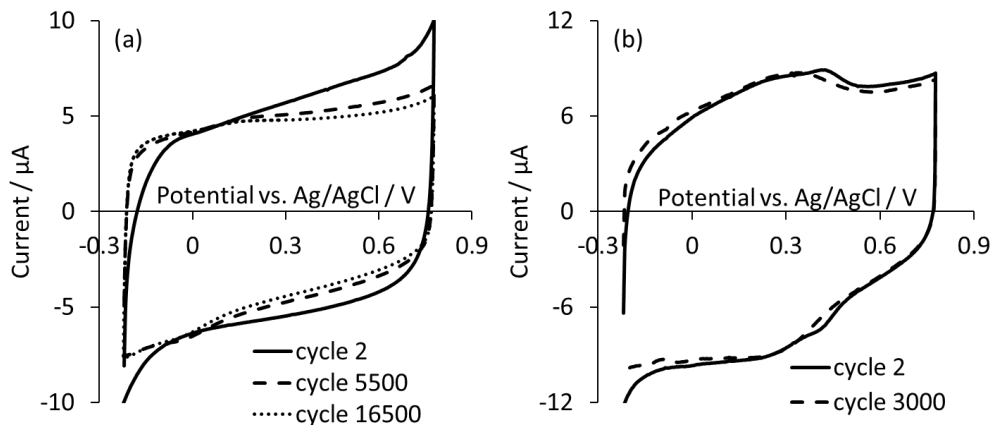 (a)
Current / µA
10
5
0
-5
-10
Potential vs. Ag/AgCl / V
-0.3 0 0.3 0.6 0.9
cycle 2
cycle 5500
cycle 16500
(b)
Current / µA
12
6
0
-6
-12
Potential vs. Ag/AgCl / V
-0.3 0 0.3 0.6 0.9
cycle 2
cycle 3000